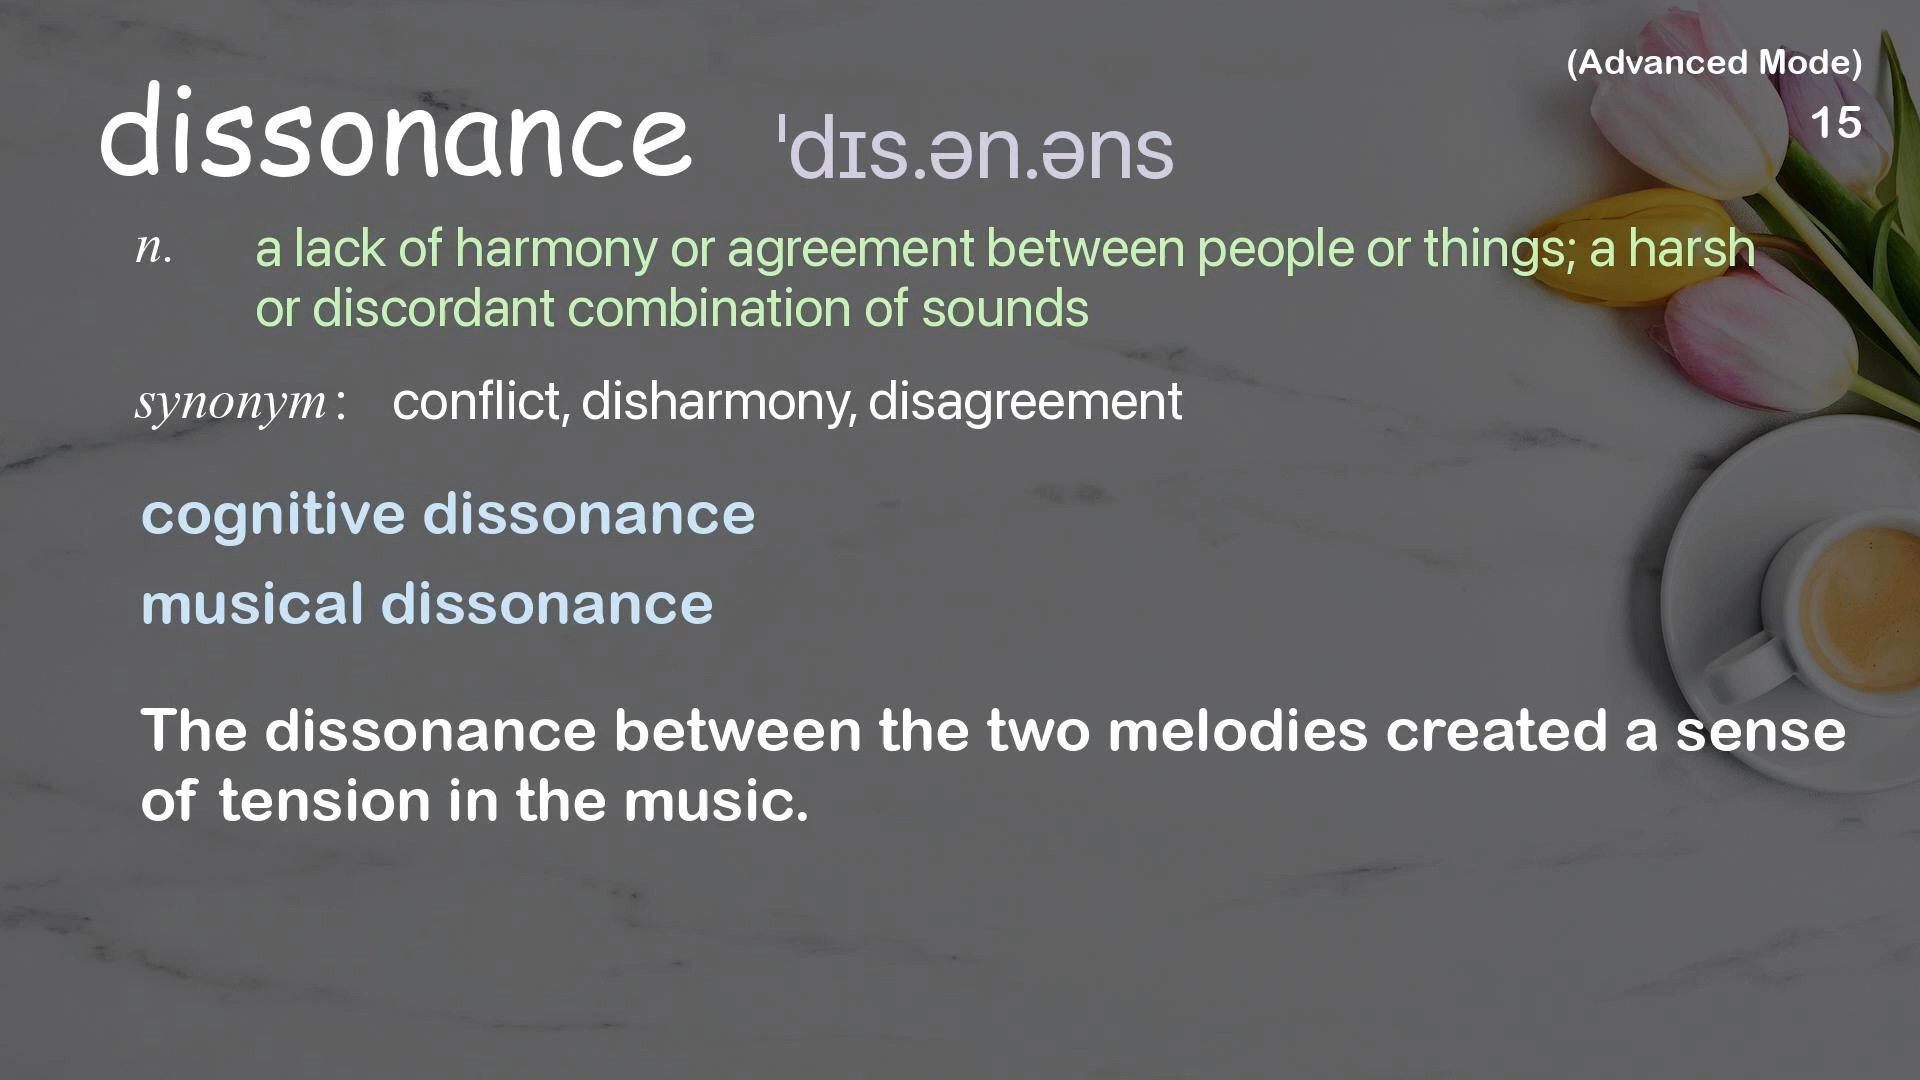 (Advanced Mode)
15
dissonance ˈdɪs.ən.əns
n. a lack of harmony or agreement between people or things; a harsh
or discordant combination of sounds
synonym: conflict, disharmony, disagreement
cognitive dissonance
musical dissonance
The dissonance between the two melodies created a sense
of tension in the music.